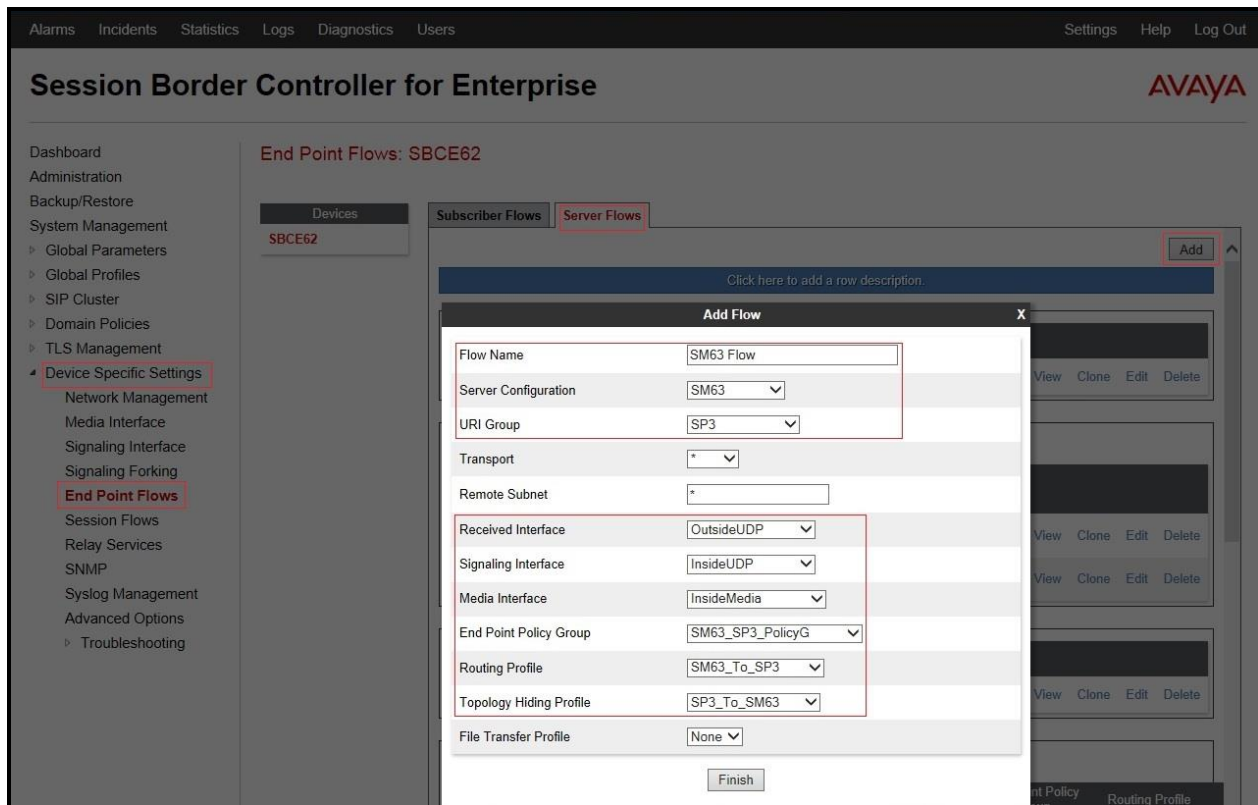 Alarms Incidents Statistics Logs Diagnostics Users Settings Help Log Out
Session Border Controller for Enterprise
AVAYA
Dashboard
Administration
Backup/Restore
System Management
Global Parameters
Global Profiles
SIP Cluster
Domain Policies
TLS Management
Device Specific Settings
Network Management
Media Interface
Signaling Interface
Signaling Forking
End Point Flows
Session Flows
Relay Services
SNMP
Syslog Management
Advanced Options
Troubleshooting
End Point Flows: SBCE62
Devices
SBCE62
Subscriber Flows Server Flows
Add
Click here to add a row description.
Add Flow X
Flow Name SM63 Flow
Server Configuration SM63
URI Group SP3
Transport *
Remote Subnet *
Received Interface OutsideUDP
Signaling Interface InsideUDP
Media Interface InsideMedia
End Point Policy Group SM63_SP3_PolicyG
Routing Profile SM63_To_SP3
Topology Hiding Profile SP3_To_SM63
File Transfer Profile None
Finish
View Clone Edit Delete
View Clone Edit Delete
View Clone Edit Delete
View Clone Edit Delete
nt Policy
Routing Profile